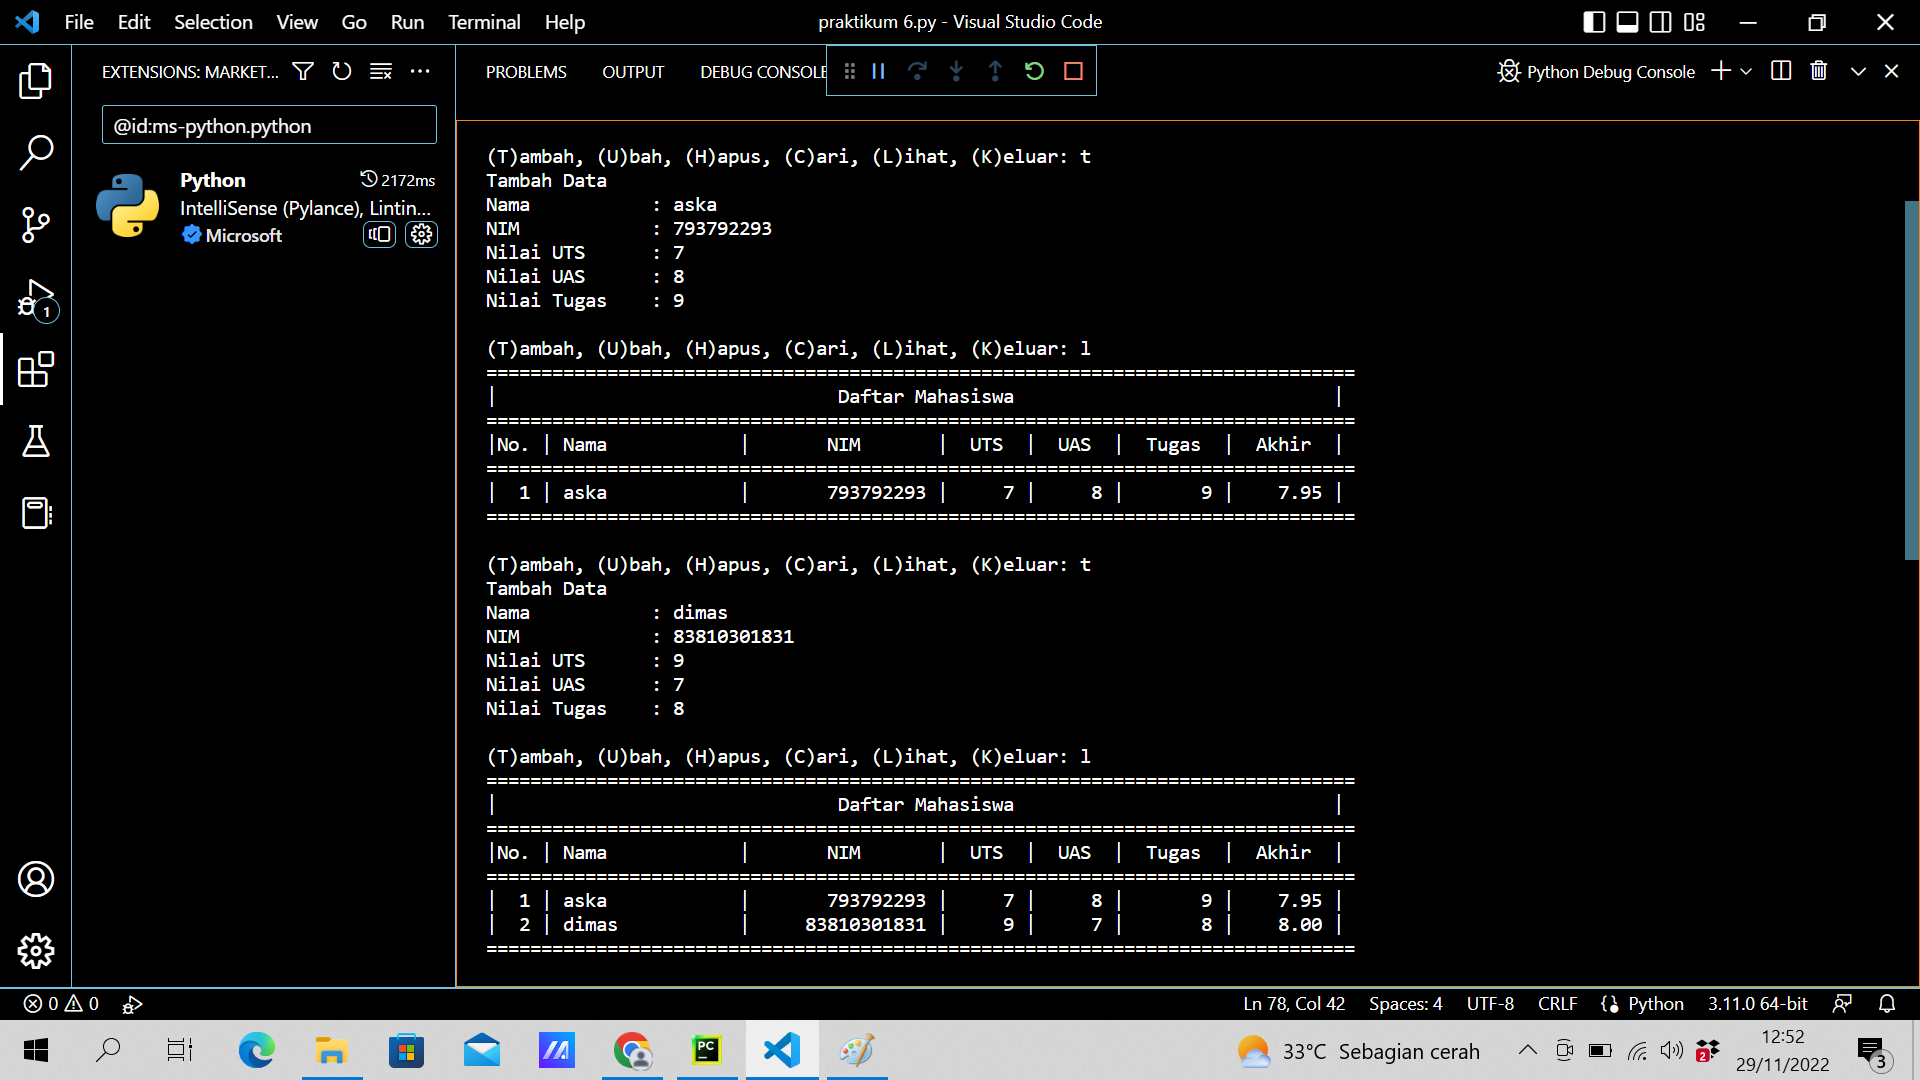 File Edit Selection View Go Run Terminal Help praktikum 6.py - Visual Studio Code
EXTENSIONS: MARKET... PROBLEMS OUTPUT DEBUG CONSOLE Python Debug Console
@id:ms-python.python
Python 2172ms
IntelliSense (Pylance), Lintin...
Microsoft
1
(T)ambah, (U)bah, (H)apus, (C)ari, (L)ihat, (K)eluar: t
Tambah Data
Nama : aska
NIM : 793792293
Nilai UTS : 7
Nilai UAS : 8
Nilai Tugas : 9
(T)ambah, (U)bah, (H)apus, (C)ari, (L)ihat, (K)eluar: l
===============================================================================
| Daftar Mahasiswa |
===============================================================================
|No. | Nama | NIM | UTS | UAS | Tugas | Akhir |
===============================================================================
| 1 | aska | 793792293 | 7 | 8 | 9 | 7.95 |
===============================================================================
(T)ambah, (U)bah, (H)apus, (C)ari, (L)ihat, (K)eluar: t
Tambah Data
Nama : dimas
NIM : 83810301831
Nilai UTS : 9
Nilai UAS : 7
Nilai Tugas : 8
(T)ambah, (U)bah, (H)apus, (C)ari, (L)ihat, (K)eluar: l
===============================================================================
| Daftar Mahasiswa |
===============================================================================
|No. | Nama | NIM | UTS | UAS | Tugas | Akhir |
===============================================================================
| 1 | aska | 793792293 | 7 | 8 | 9 | 7.95 |
| 2 | dimas | 83810301831 | 9 | 7 | 8 | 8.00 |
===============================================================================
0 0 Ln 78, Col 42 Spaces: 4 UTF-8 CRLF Python 3.11.0 64-bit
PC 33°C Sebagian cerah 2 12:52 3
29/11/2022